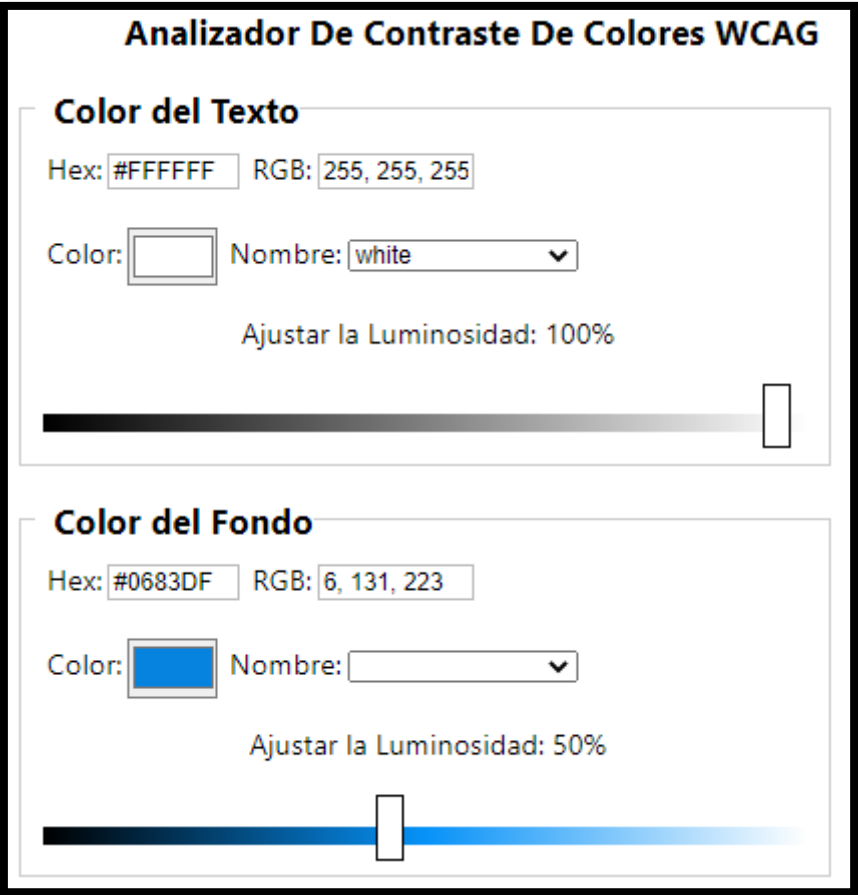 Analizador De Contraste De Colores WCAG
Color del Texto
Hex: #FFFFFF RGB: 255, 255, 255
Color: Nombre: white
Ajustar la Luminosidad: 100%
Color del Fondo
Hex: #0683DF RGB: 6, 131, 223
Color: Nombre:
Ajustar la Luminosidad: 50%